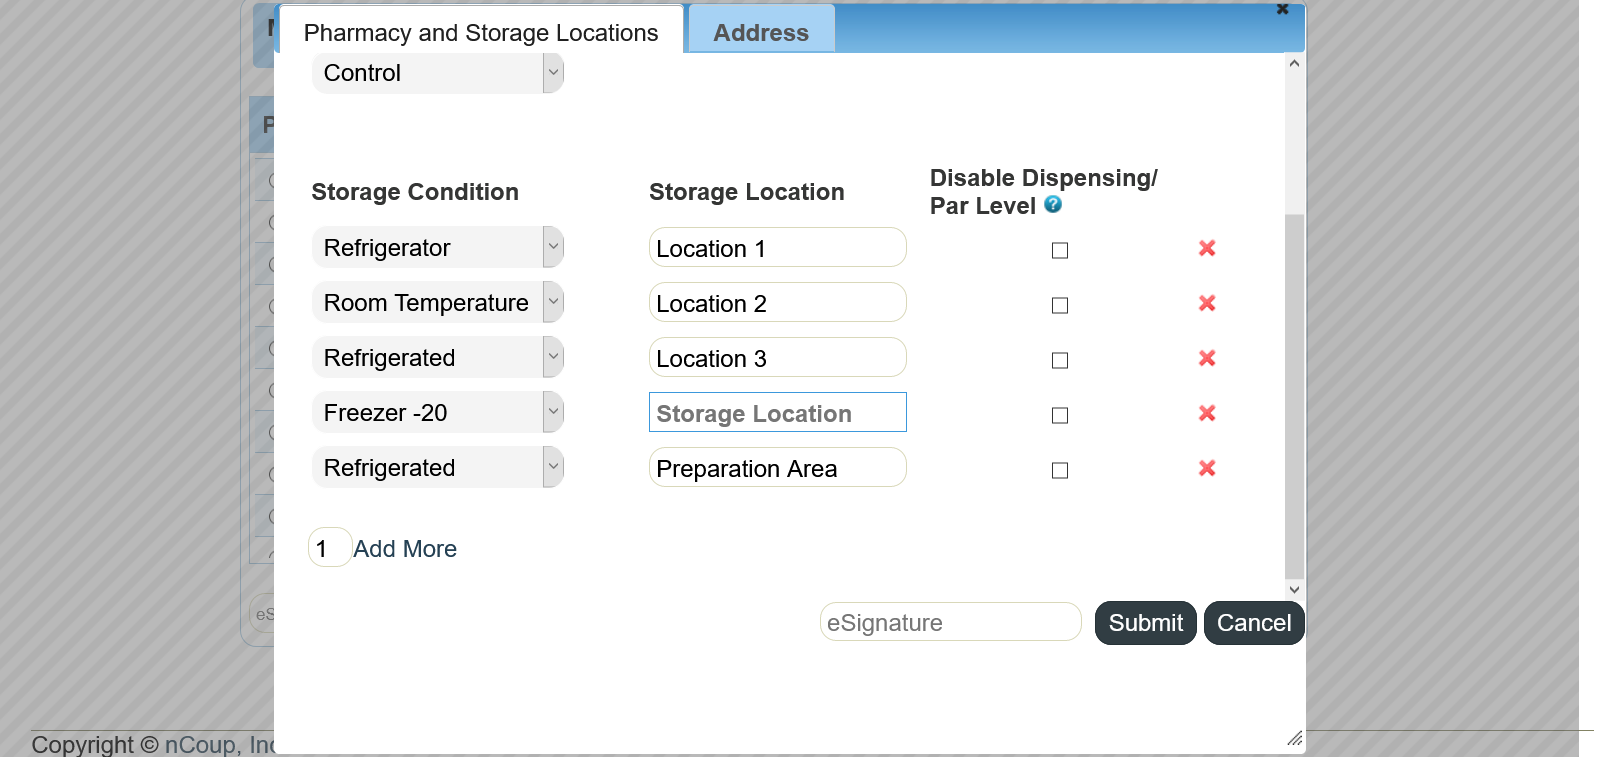 Pharmacy and Storage Locations
Address
Control
Storage Condition
Storage Location
Disable Dispensing/
Par Level
Refrigerator
Location 1
Room Temperature
Location 2
Refrigerated
Location 3
Freezer -20
Storage Location
Refrigerated
Preparation Area
1
Add More
eSignature
Submit
Cancel
Copyright © nCoup, Inc